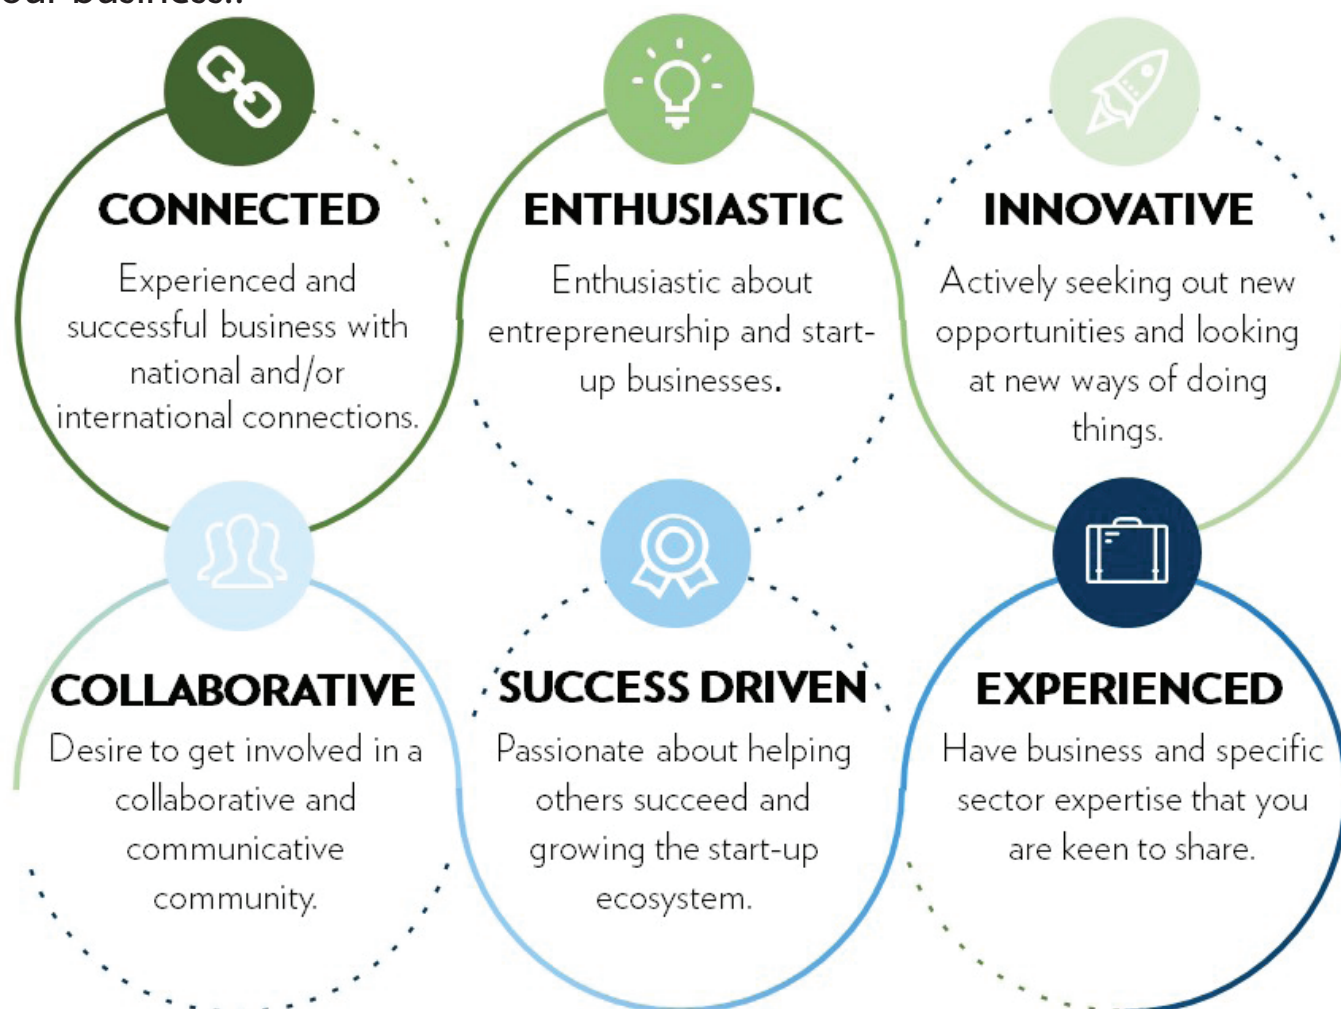 our business..
CONNECTED
Experienced and
successful business with
national and/or
international connections.
ENTHUSIASTIC
Enthusiastic about
entrepreneurship and start-
up businesses.
INNOVATIVE
Actively seeking out new
opportunities and looking
at new ways of doing
things.
COLLABORATIVE
Desire to get involved in a
collaborative and
communicative
community.
SUCCESS DRIVEN
Passionate about helping
others succeed and
growing the start-up
ecosystem.
EXPERIENCED
Have business and specific
sector expertise that you
are keen to share.